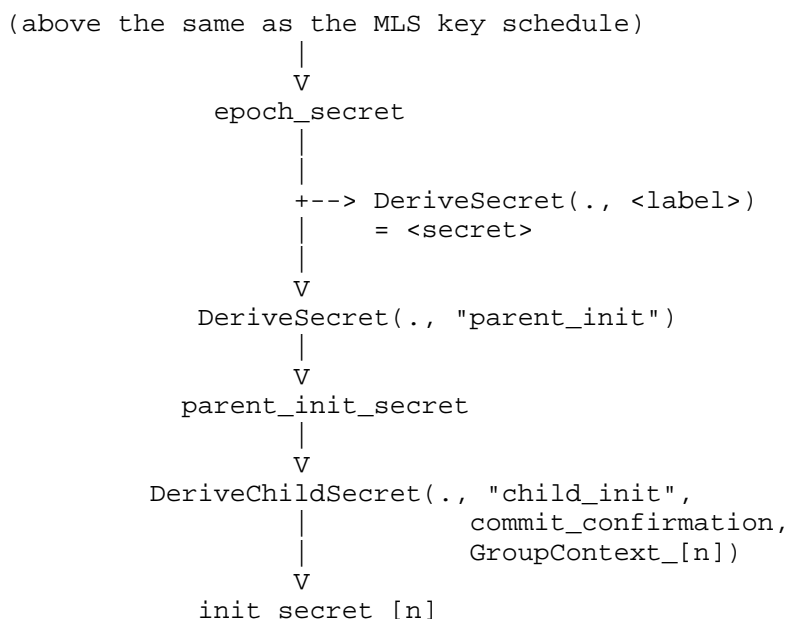 (above the same as the MLS key schedule)
|
V
epoch_secret
|
|
+--> DeriveSecret(., <label>)
| = <secret>
|
V
DeriveSecret(., "parent_init")
|
V
parent_init_secret
|
V
DeriveChildSecret(., "child_init",
| commit_confirmation,
| GroupContext_[n])
V
init_secret_[n]